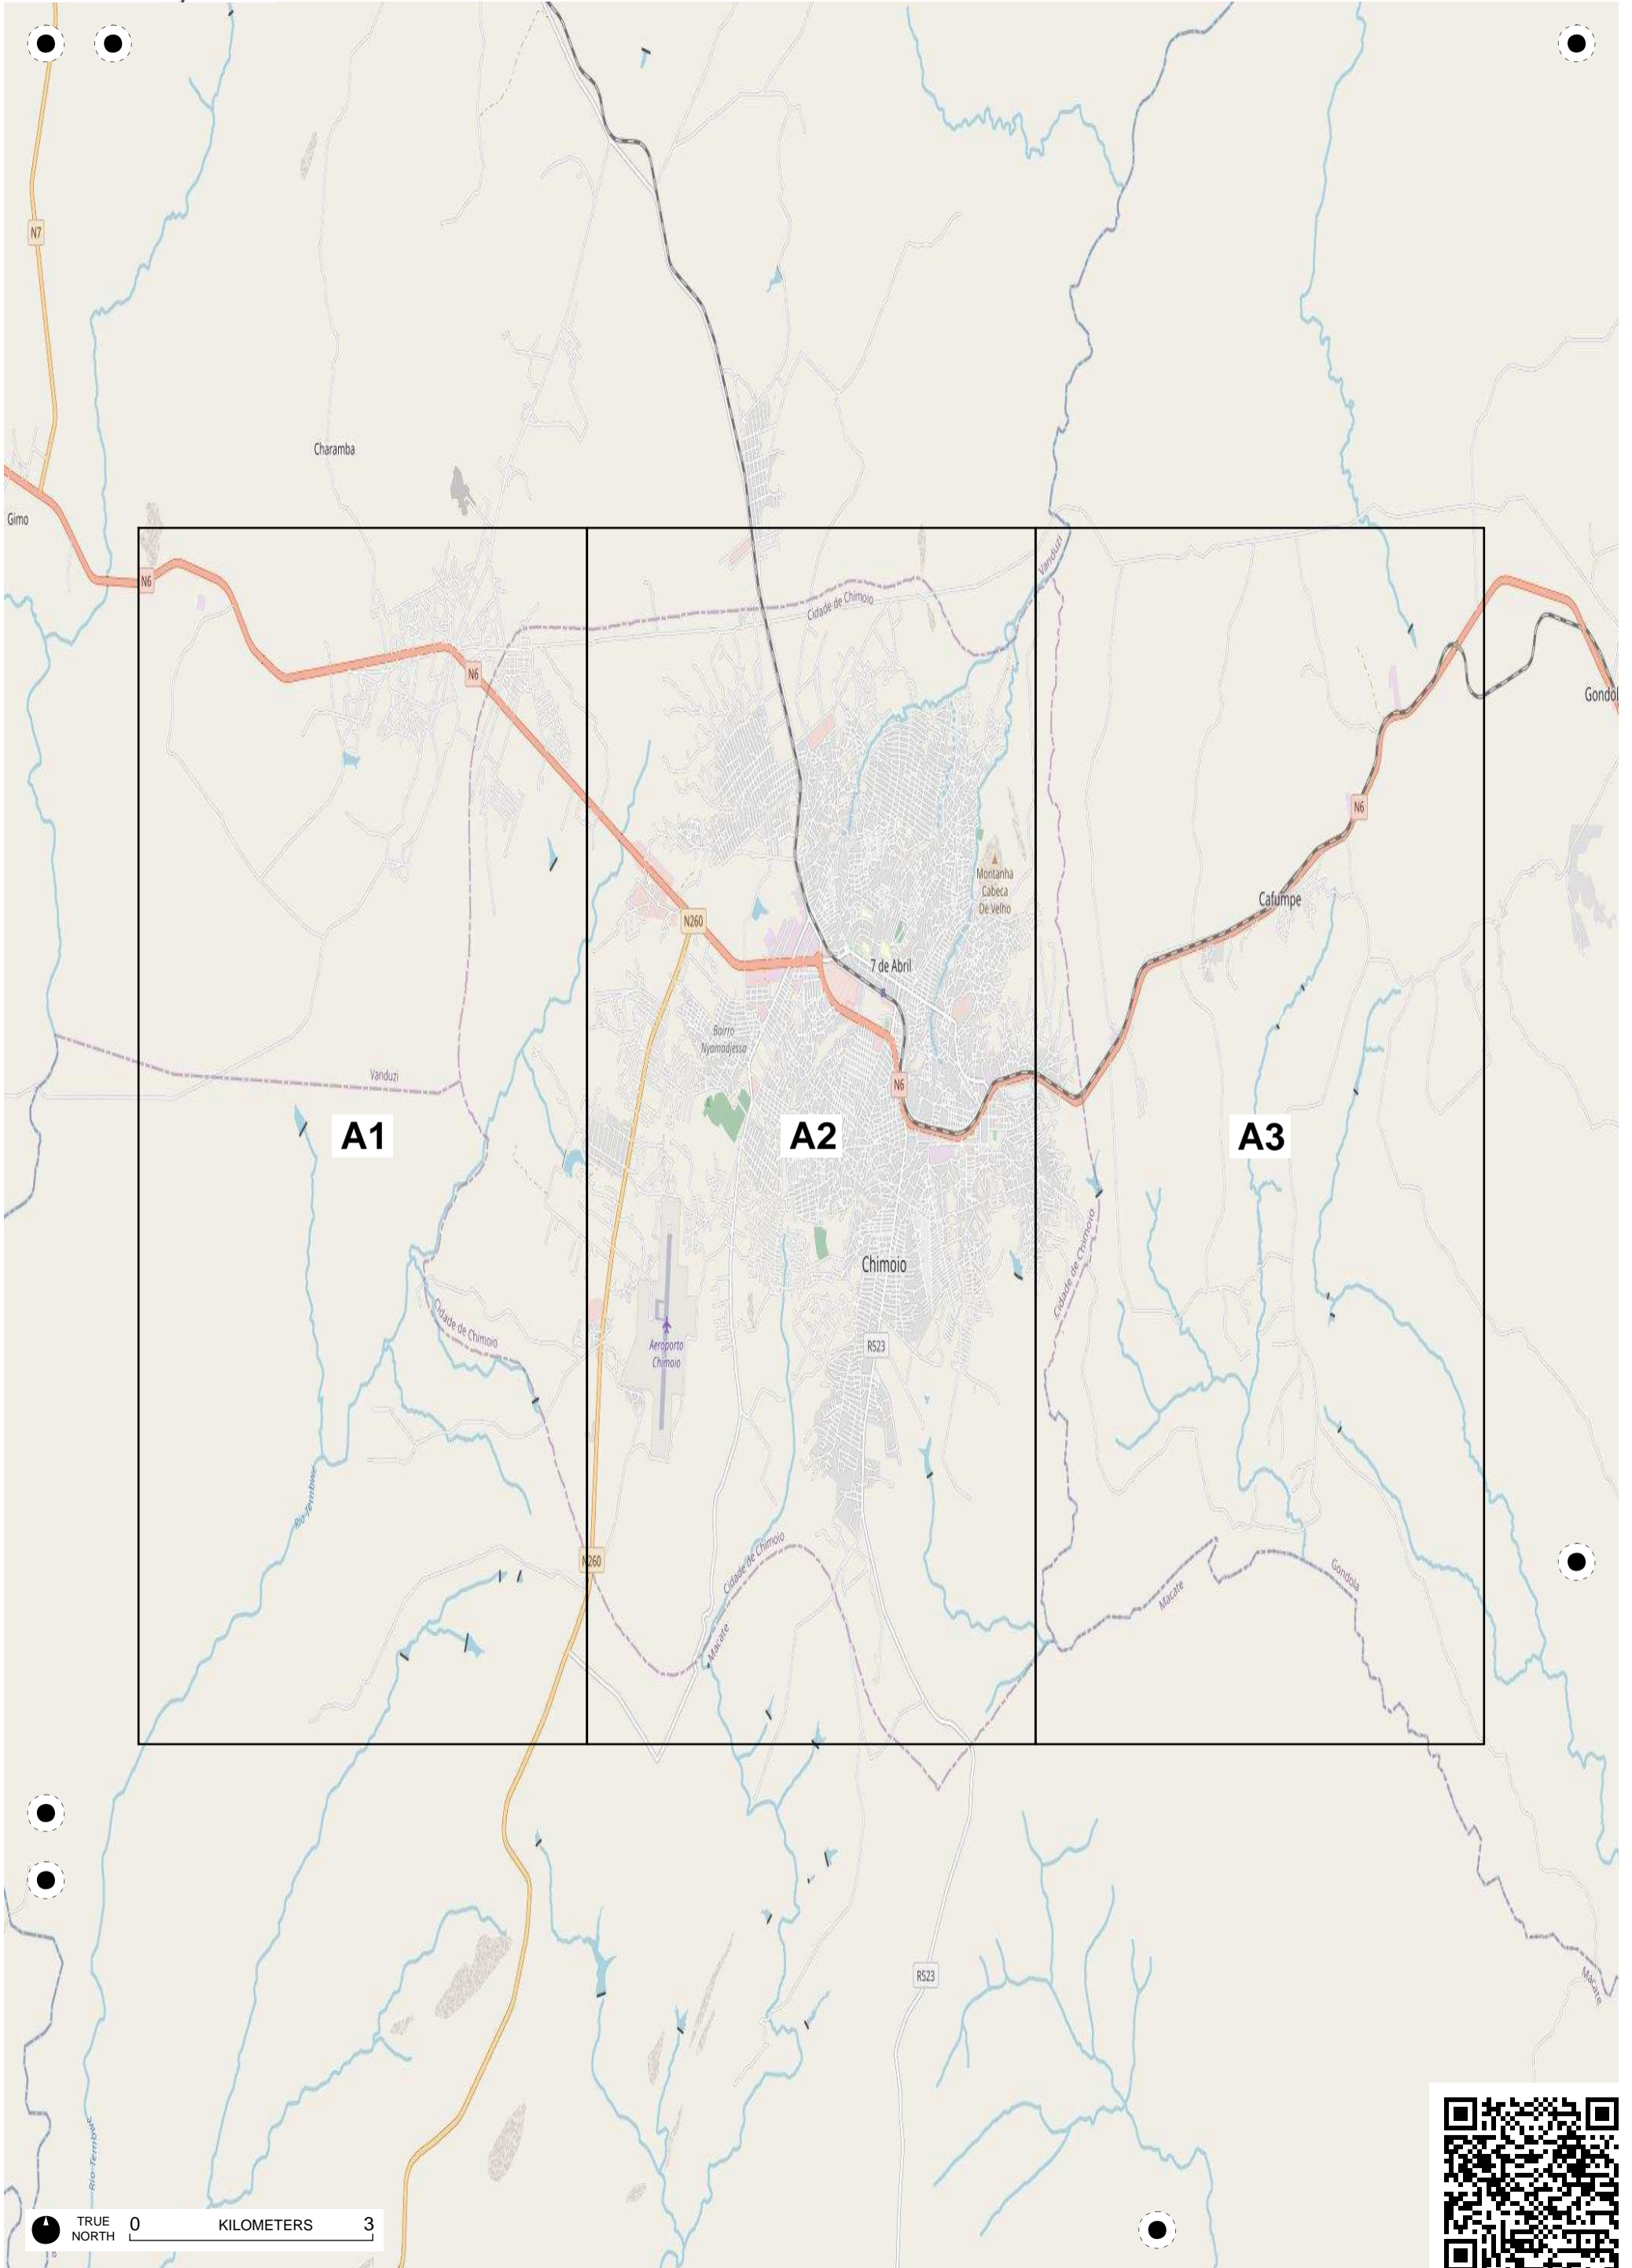 N7
Charamba
Gimo
Vanduzi
N6
Cidade de Chimoio
N6
Gondol
N6
Montanha
Cabeca
De Velho
Cafumpe
N260
7 de Abril
Bairro
Nyamadjessa
Vanduzi
N6
A1
A2
A3
Cidade de Chimoio
Chimoio
Cidade de Chimoio
Aeroporto
Chimoio
R523
Rio Tembwe
N260
Cidade de Chimoio
Gondola
Macate
Macate
R523
Macate
Rio Tembwe
TRUE
NORTH
0 KILOMETERS 3